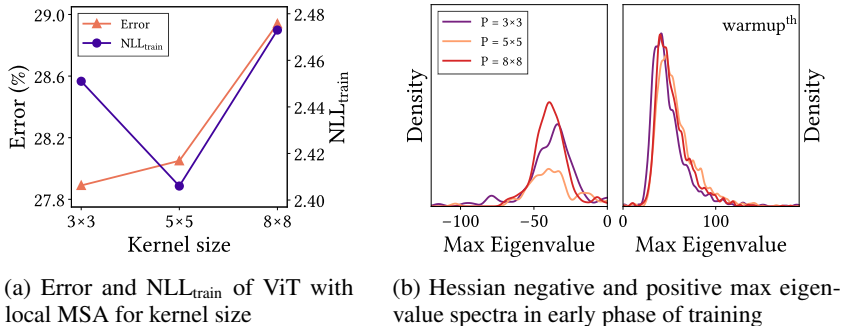 29.0
28.6
28.2
27.8
Error (%)
Error
NLLtrain
2.48
2.46
2.44
2.42
2.40
NLLtrain
3×3
5×5
8×8
Kernel size
P = 3×3
P = 5×5
P = 8×8
Density
−100
−50
0
Max Eigenvalue
warmupth
Density
0
100
Max Eigenvalue
(a) Error and NLLtrain of ViT with
local MSA for kernel size
(b) Hessian negative and positive max eigen-
value spectra in early phase of training